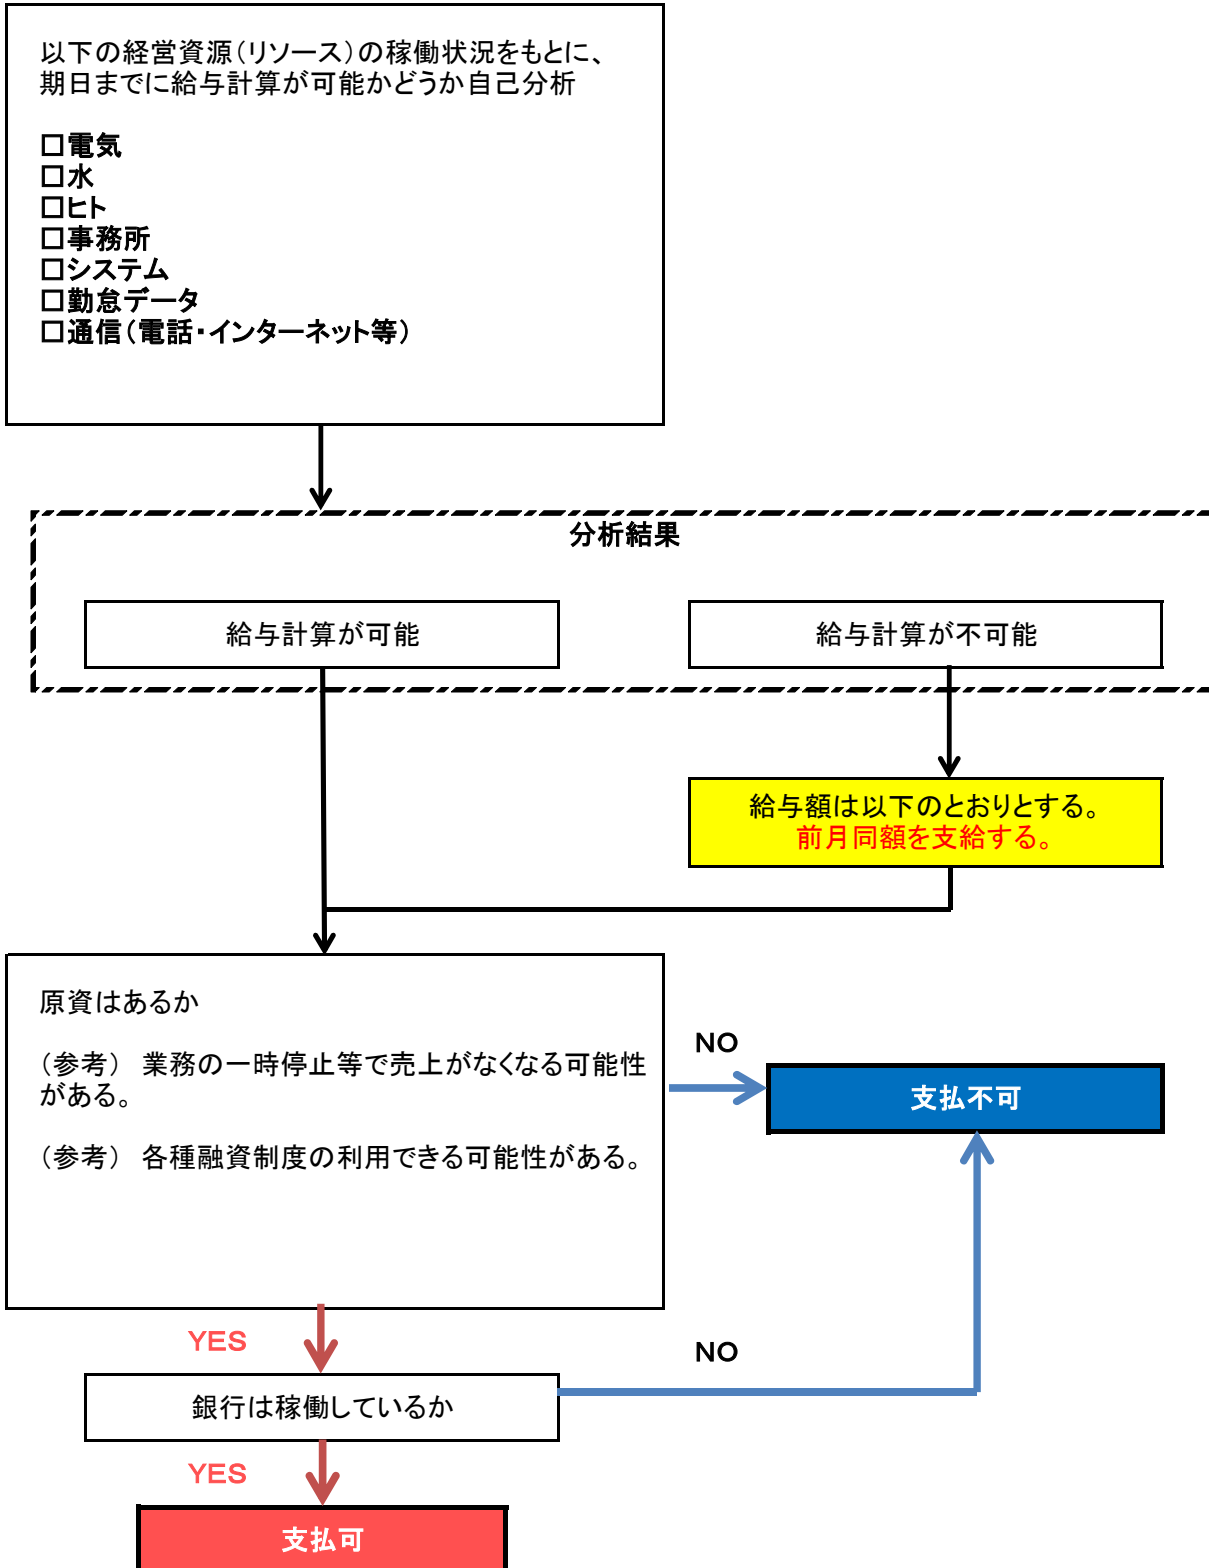 以下の経営資源（リソース）の稼働状況をもとに、
期日までに給与計算が可能かどうか自己分析
□電気
□水
□ヒト
□事務所
□システム
□勤怠データ
□通信（電話・インターネット等）
分析結果
給与計算が可能
給与計算が不可能
給与額は以下のとおりとする。
前月同額を支給する。
原資はあるか
（参考） 業務の一時停止等で売上がなくなる可能性
がある。
（参考） 各種融資制度の利用できる可能性がある。
NO
支払不可
YES
NO
銀行は稼働しているか
YES
支払可